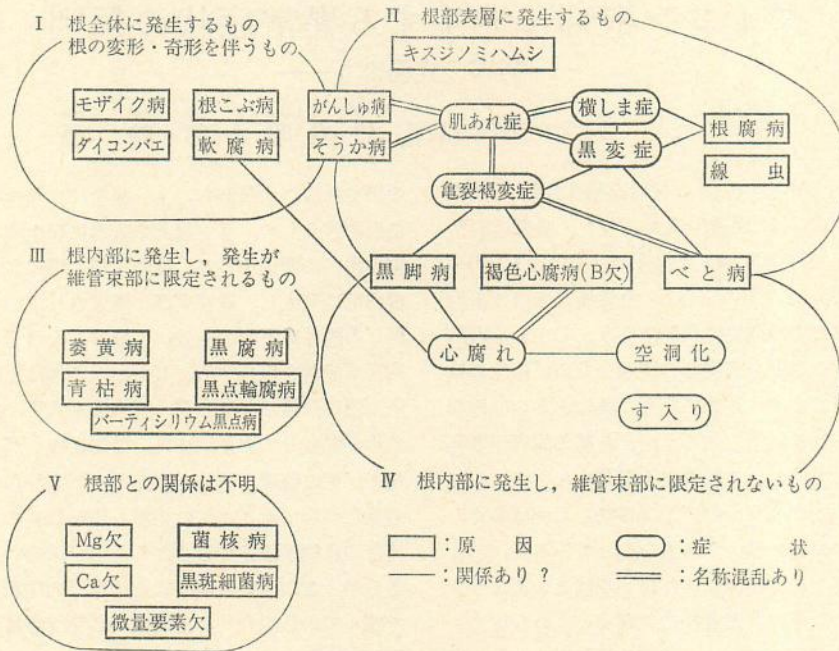 Ⅰ 根全体に発生するもの
根の変形・奇形を伴うもの
モザイク病
根こぶ病
ダイコンバエ
軟腐病
Ⅱ 根部表層に発生するもの
キスジノミハムシ
がんしゅ病
そうか病
肌あれ症
横しま症
黒変症
根腐病
線虫
亀裂褐変症
黒脚病
褐色心腐病(B欠)
べと病
心腐れ
空洞化
す入り
Ⅲ 根内部に発生し,発生が
維管束部に限定されるもの
萎黄病
黒腐病
青枯病
黒点輪腐病
バーティシリウム黒点病
Ⅳ 根内部に発生し,維管束部に限定されないもの
Ⅴ 根部との関係は不明
Mg欠
菌核病
Ca欠
黒斑細菌病
微量要素欠
:原因
:症状
:関係あり?
:名称混乱あり